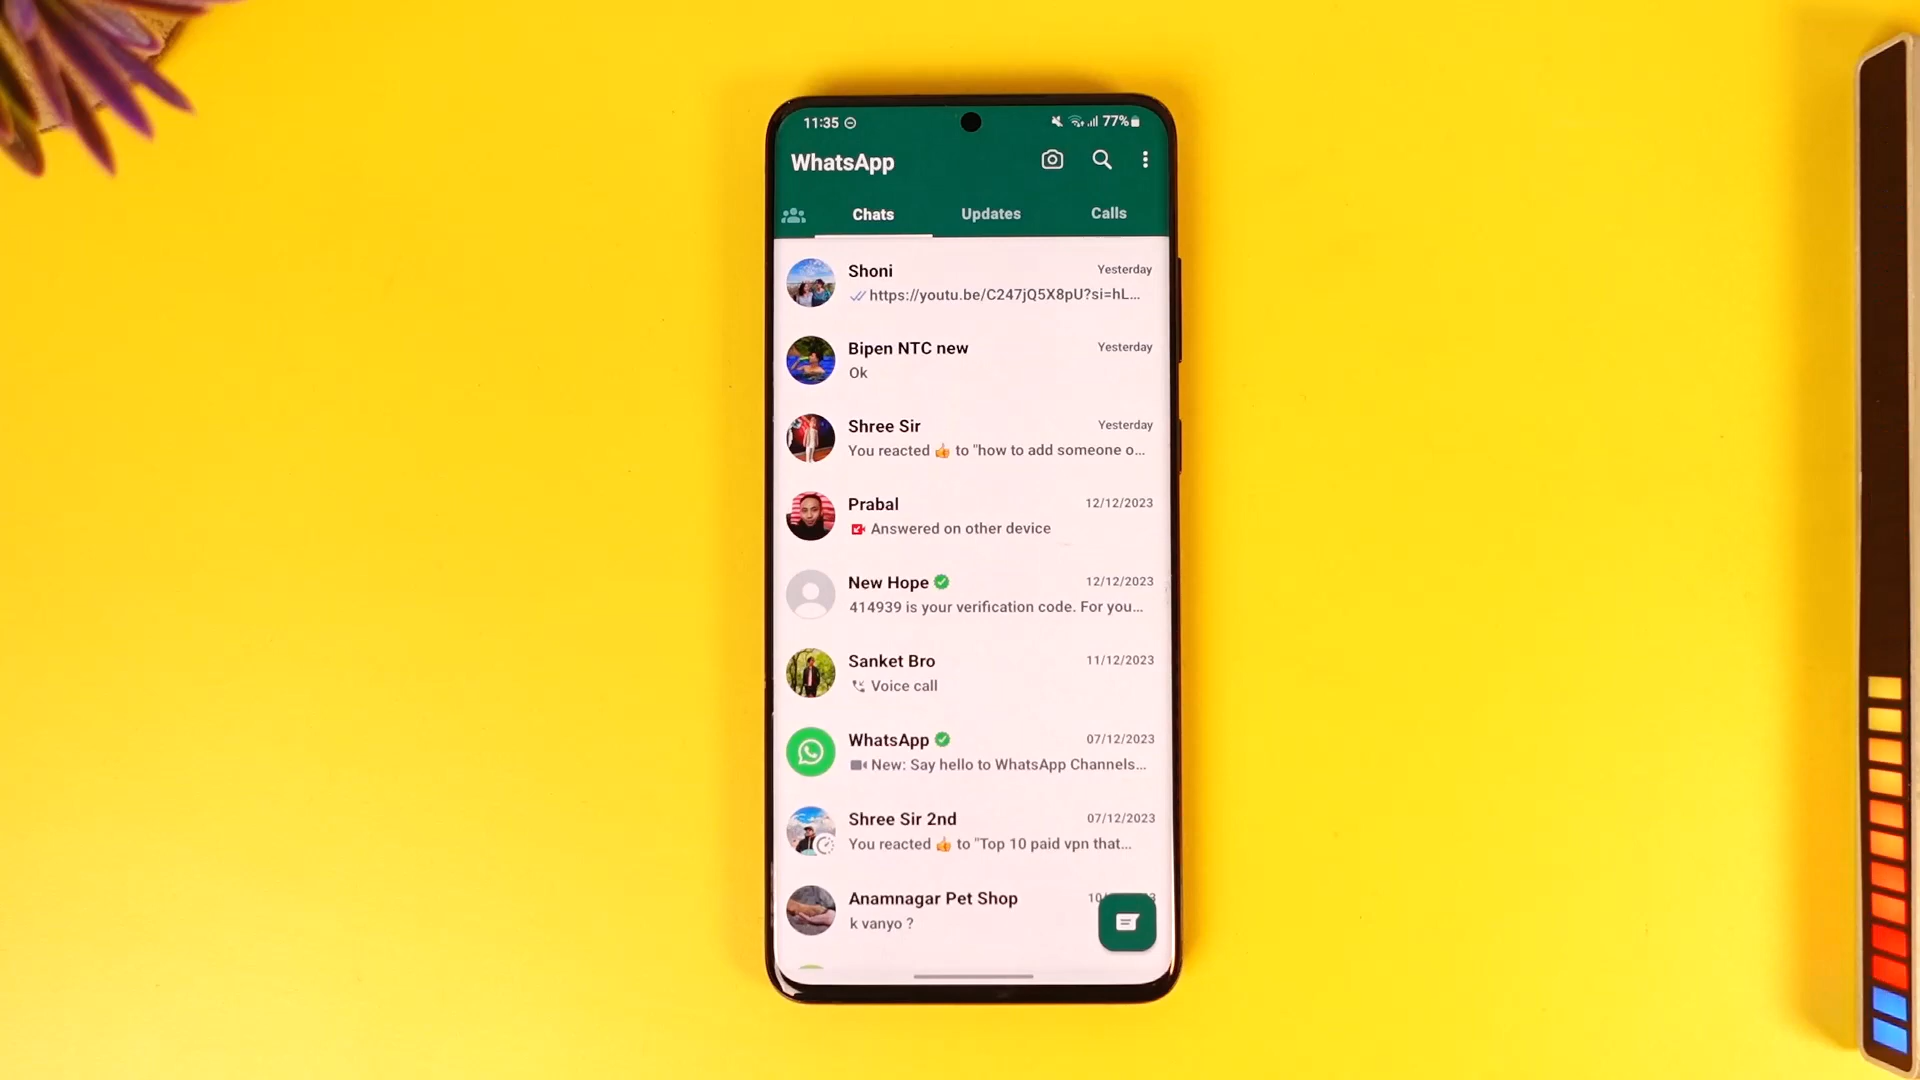 11:35
77%
WhatsApp
Chats Updates Calls
Shoni Yesterday
https://youtu.be/C247jQ5X8pU?si=hL...
Bipen NTC new Yesterday
Ok
Shree Sir Yesterday
You reacted 👍 to "how to add someone o...
Prabal 12/12/2023
Answered on other device
New Hope 12/12/2023
414939 is your verification code. For you...
Sanket Bro 11/12/2023
Voice call
WhatsApp 07/12/2023
New: Say hello to WhatsApp Channels...
Shree Sir 2nd 07/12/2023
You reacted 👍 to "Top 10 paid vpn that...
Anamnagar Pet Shop
k vanyo ?